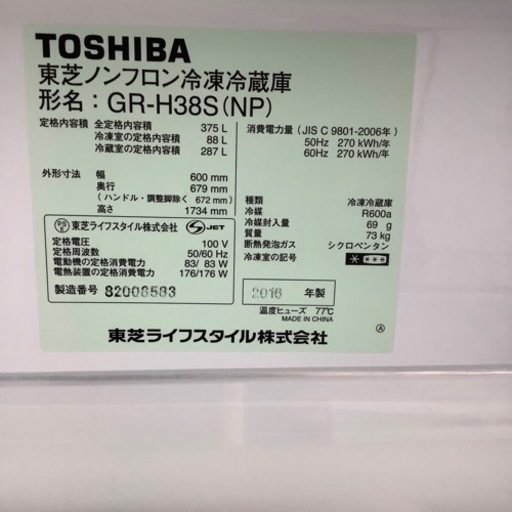 TOSHIBA
東芝ノンフロン冷凍冷蔵庫
形名：GR-H38S(NP)
定格内容積 全定格内容積 375 L
冷凍室の定格内容積 88 L
冷蔵室の定格内容積 287 L
消費電力量（JIS C 9801-2006年）
50Hz 270 kWh/年
60Hz 270 kWh/年
外形寸法 幅 600 mm
奥行 679 mm
（ハンドル・調整脚除く 672 mm）
高さ 1734 mm
種類 冷凍冷蔵庫
冷媒 R600a
冷媒封入量 69 g
質量 73 kg
断熱発泡ガス シクロペンタン
冷凍室の記号
PS E 東芝ライフスタイル株式会社 JET
定格電圧 100 V
定格周波数 50/60 Hz
電動機の定格消費電力 83/ 83 W
電熱装置の定格消費電力 176/176 W
製造番号 82008583
2016 年製
温度ヒューズ 77℃
MADE IN CHINA
東芝ライフスタイル株式会社
Ⓐ